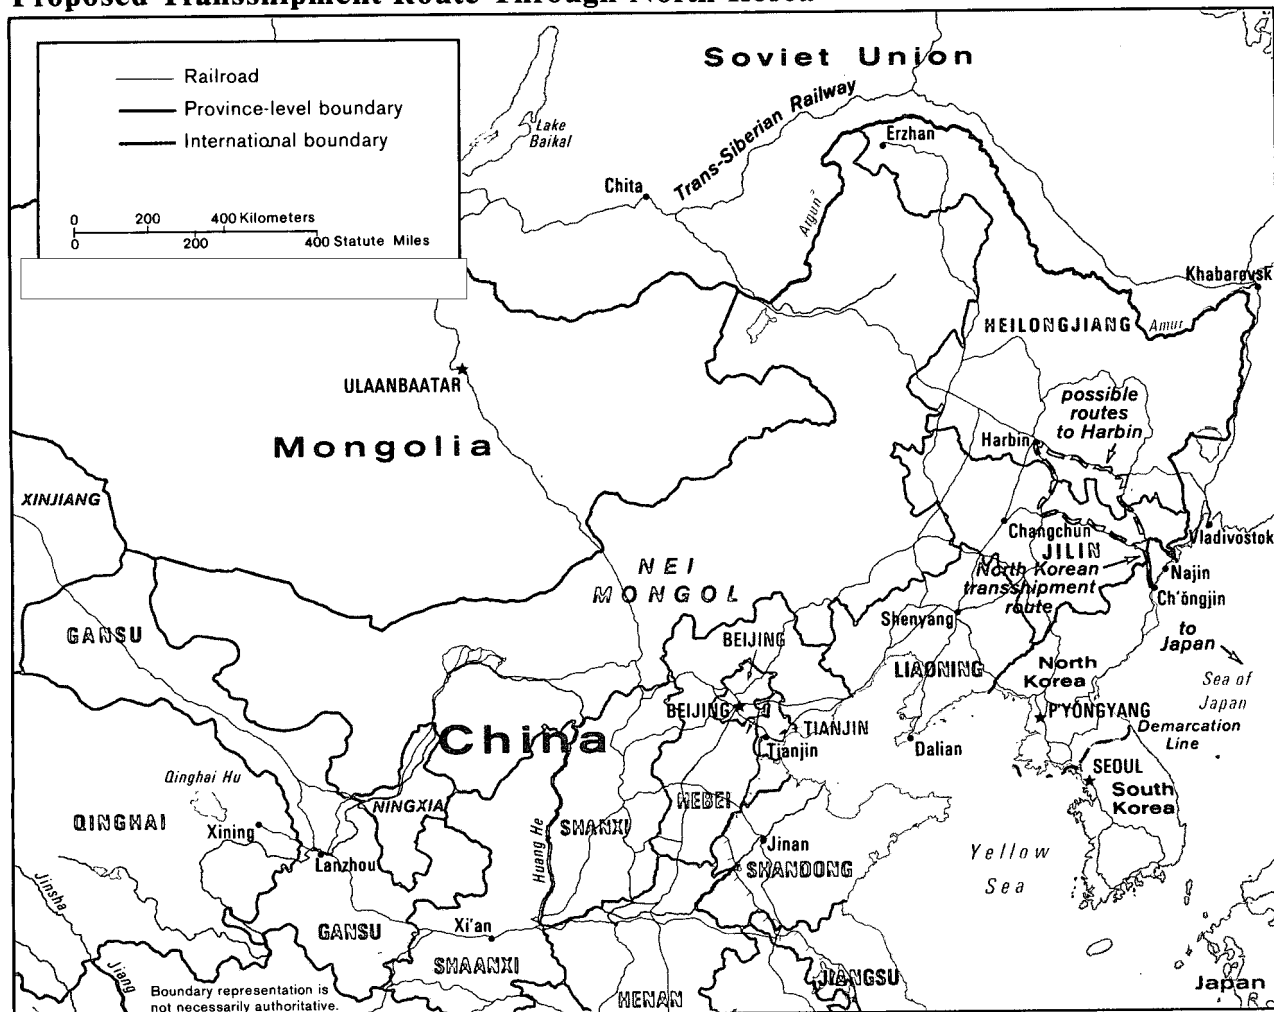 Proposed Transshipment Route Through North Korea
Railroad
Province-level boundary
International boundary
0 200 400 Kilometers
0 200 400 Statute Miles
Soviet Union
Lake
Baikal
Trans-Siberian Railway
Erzhan
Chita
Argun'
Khabarovsk
HEILONGJIANG
Amur
ULAANBAATAR
Mongolia
possible
routes
to Harbin
Harbin
XINJIANG
Changchun
Vladivostok
JILIN
NEI
MONGOL
North Korean
transshipment
route
Najin
Ch'ŏngjin
Shenyang
to
Japan
GANSU
BEIJING
LIAONING
North
Korea
Sea of
Japan
BEIJING
P'YŎNGYANG
Demarcation
Line
TIANJIN
Tianjin
Dalian
China
SEOUL
South
Korea
Qinghai Hu
NINGXIA
HEBEI
QINGHAI
Xining
SHANXI
Huang He
Jinan
Lanzhou
SHANDONG
Yellow
Sea
Jinsha
Jiang
GANSU
Xi'an
SHAANXI
JIANGSU
HENAN
Japan
Boundary representation is
not necessarily authoritative.